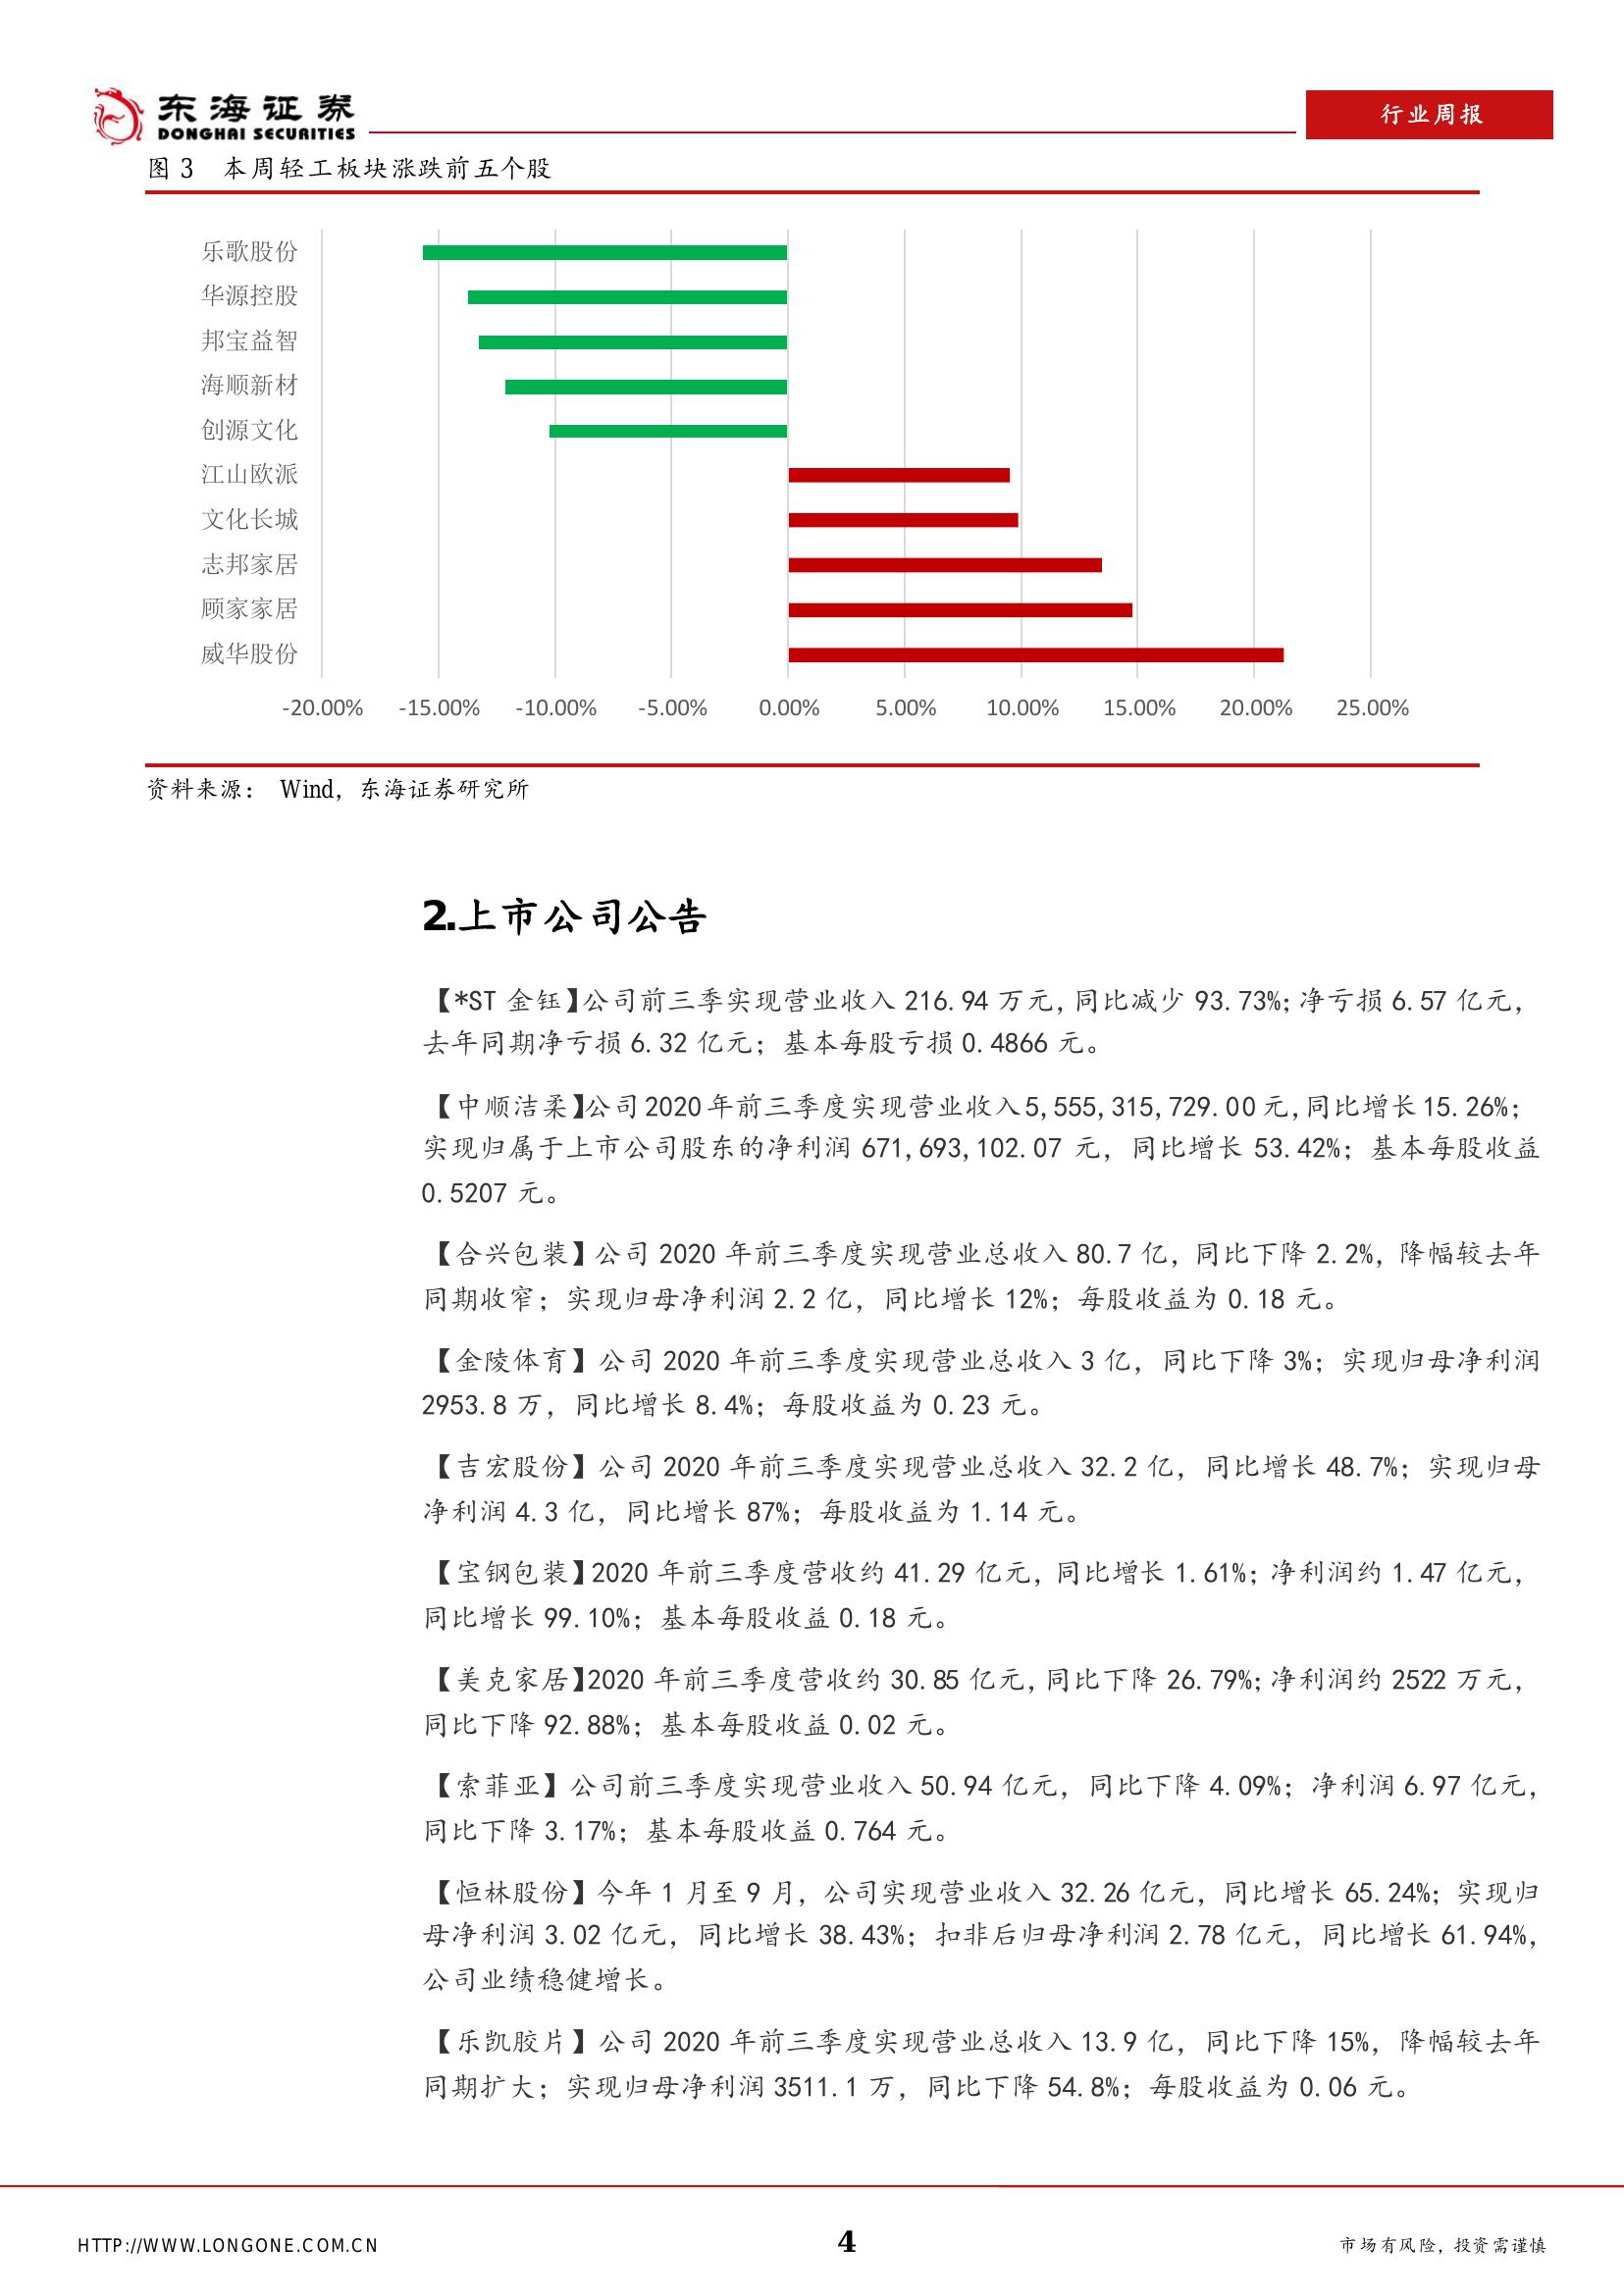 东海证券
DONGHAI SECURITIES
行业周报
图 3 本周轻工板块涨跌前五个股
乐歌股份
华源控股
邦宝益智
海顺新材
创源文化
江山欧派
文化长城
志邦家居
顾家家居
威华股份
-20.00% -15.00% -10.00% -5.00% 0.00% 5.00% 10.00% 15.00% 20.00% 25.00%
资料来源： Wind，东海证券研究所
2.上市公司公告
【*ST 金钰】公司前三季实现营业收入 216.94 万元，同比减少 93.73%；净亏损 6.57 亿元，
去年同期净亏损 6.32 亿元；基本每股亏损 0.4866 元。
【中顺洁柔】公司 2020 年前三季度实现营业收入 5,555,315,729.00 元，同比增长 15.26%；
实现归属于上市公司股东的净利润 671,693,102.07 元，同比增长 53.42%；基本每股收益
0.5207 元。
【合兴包装】公司 2020 年前三季度实现营业总收入 80.7 亿，同比下降 2.2%，降幅较去年
同期收窄；实现归母净利润 2.2 亿，同比增长 12%；每股收益为 0.18 元。
【金陵体育】公司 2020 年前三季度实现营业总收入 3 亿，同比下降 3%；实现归母净利润
2953.8 万，同比增长 8.4%；每股收益为 0.23 元。
【吉宏股份】公司 2020 年前三季度实现营业总收入 32.2 亿，同比增长 48.7%；实现归母
净利润 4.3 亿，同比增长 87%；每股收益为 1.14 元。
【宝钢包装】2020 年前三季度营收约 41.29 亿元，同比增长 1.61%；净利润约 1.47 亿元，
同比增长 99.10%；基本每股收益 0.18 元。
【美克家居】2020 年前三季度营收约 30.85 亿元，同比下降 26.79%；净利润约 2522 万元，
同比下降 92.88%；基本每股收益 0.02 元。
【索菲亚】公司前三季度实现营业收入 50.94 亿元，同比下降 4.09%；净利润 6.97 亿元，
同比下降 3.17%；基本每股收益 0.764 元。
【恒林股份】今年 1 月至 9 月，公司实现营业收入 32.26 亿元，同比增长 65.24%；实现归
母净利润 3.02 亿元，同比增长 38.43%；扣非后归母净利润 2.78 亿元，同比增长 61.94%，
公司业绩稳健增长。
【乐凯胶片】公司 2020 年前三季度实现营业总收入 13.9 亿，同比下降 15%，降幅较去年
同期扩大；实现归母净利润 3511.1 万，同比下降 54.8%；每股收益为 0.06 元。
HTTP://WWW.LONGONE.COM.CN
4
市场有风险，投资需谨慎